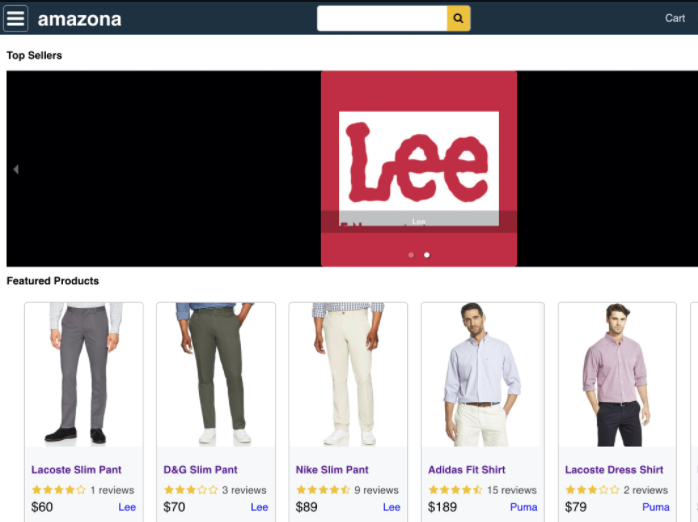 amazona
Cart
Top Sellers
Lee
Lee
Featured Products
Lacoste Slim Pant
1 reviews
$60
Lee
D&G Slim Pant
3 reviews
$70
Lee
Nike Slim Pant
9 reviews
$89
Lee
Adidas Fit Shirt
15 reviews
$189
Puma
Lacoste Dress Shirt
2 reviews
$79
Puma